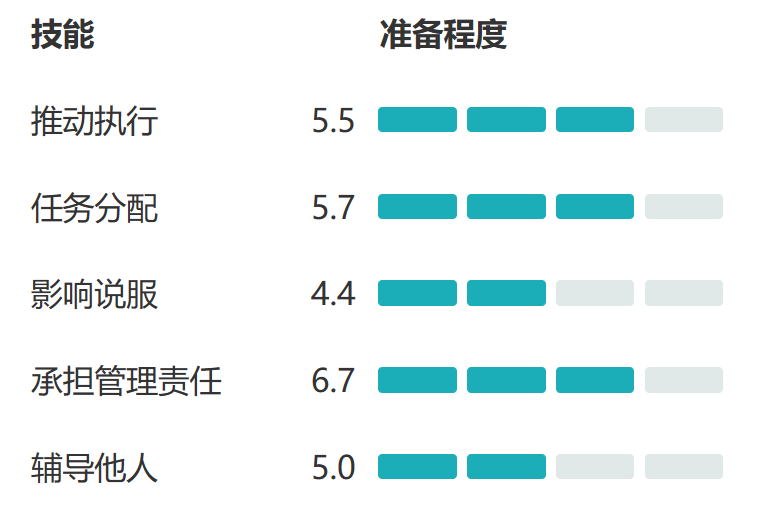 技能 准备程度
推动执行 5.5
任务分配 5.7
影响说服 4.4
承担管理责任 6.7
辅导他人 5.0